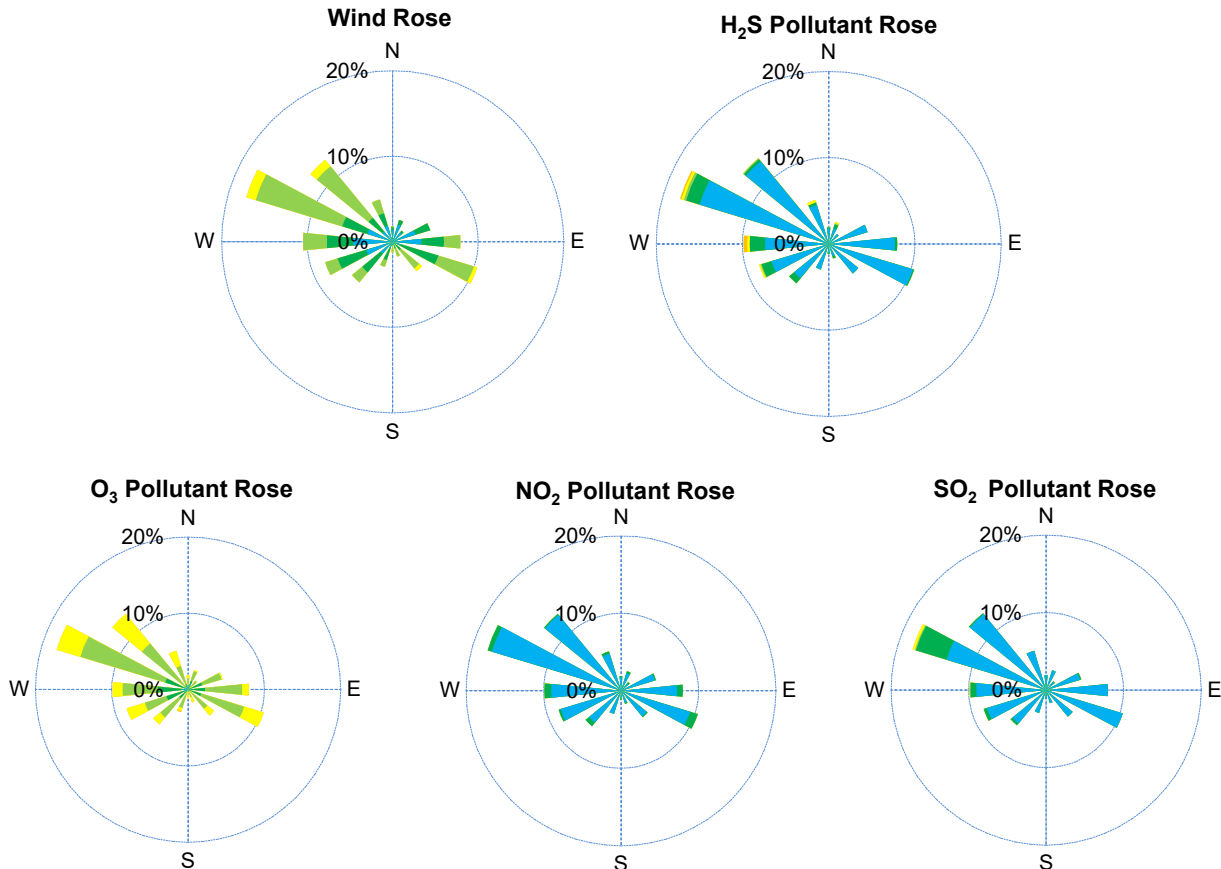 Wind Rose
N
20%
10%
W
0%
E
S
H₂S Pollutant Rose
N
20%
10%
W
0%
E
S
O₃ Pollutant Rose
N
20%
10%
W
0%
E
S
NO₂ Pollutant Rose
N
20%
10%
W
0%
E
S
SO₂ Pollutant Rose
N
20%
10%
W
0%
E
S